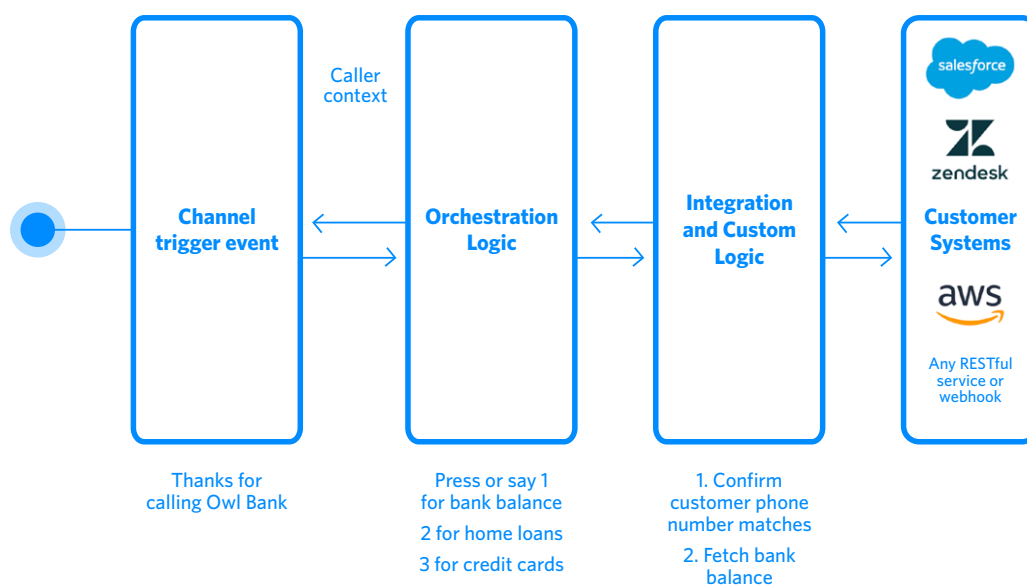 Caller
context
Channel
trigger event
Orchestration
Logic
Integration
and Custom
Logic
salesforce
zendesk
Customer
Systems
aws
Any RESTful
service or
webhook
Thanks for
calling Owl Bank
Press or say 1
for bank balance
2 for home loans
3 for credit cards
1. Confirm
customer phone
number matches
2. Fetch bank
balance